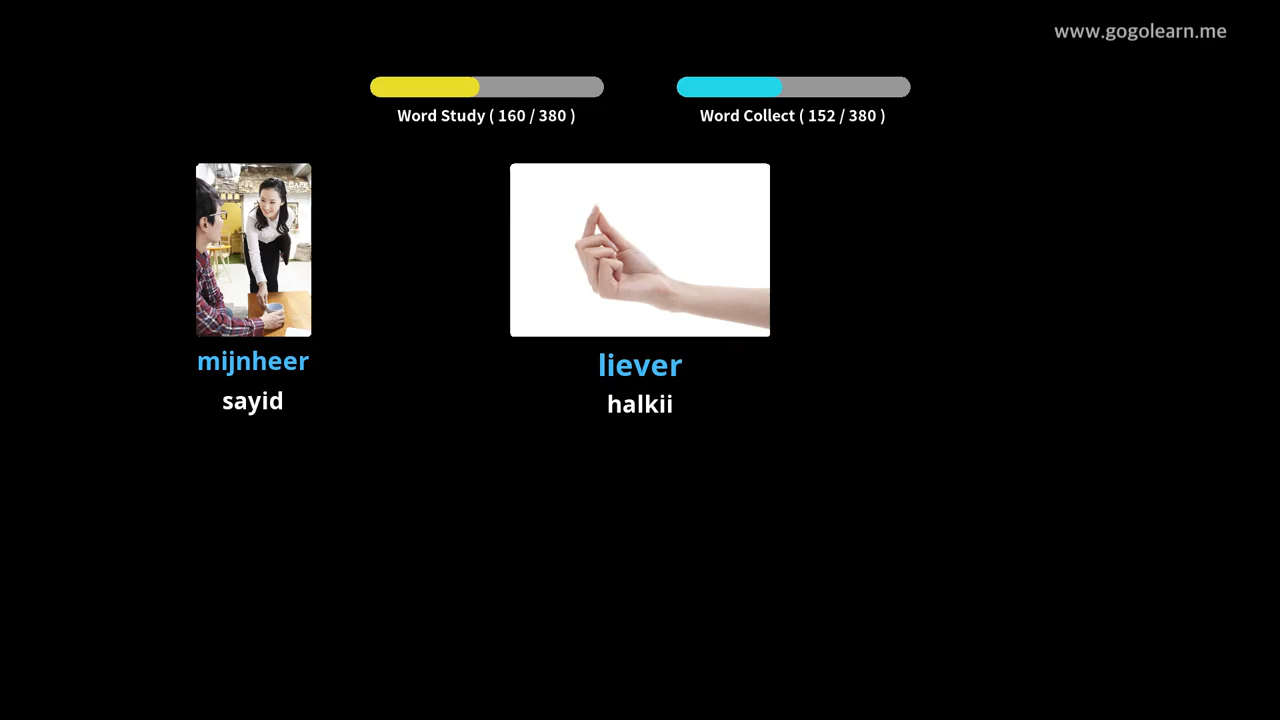 www.gogolearn.me
Word Study ( 160 / 380 )
Word Collect ( 152 / 380 )
mijnheer
sayid
liever
halkii